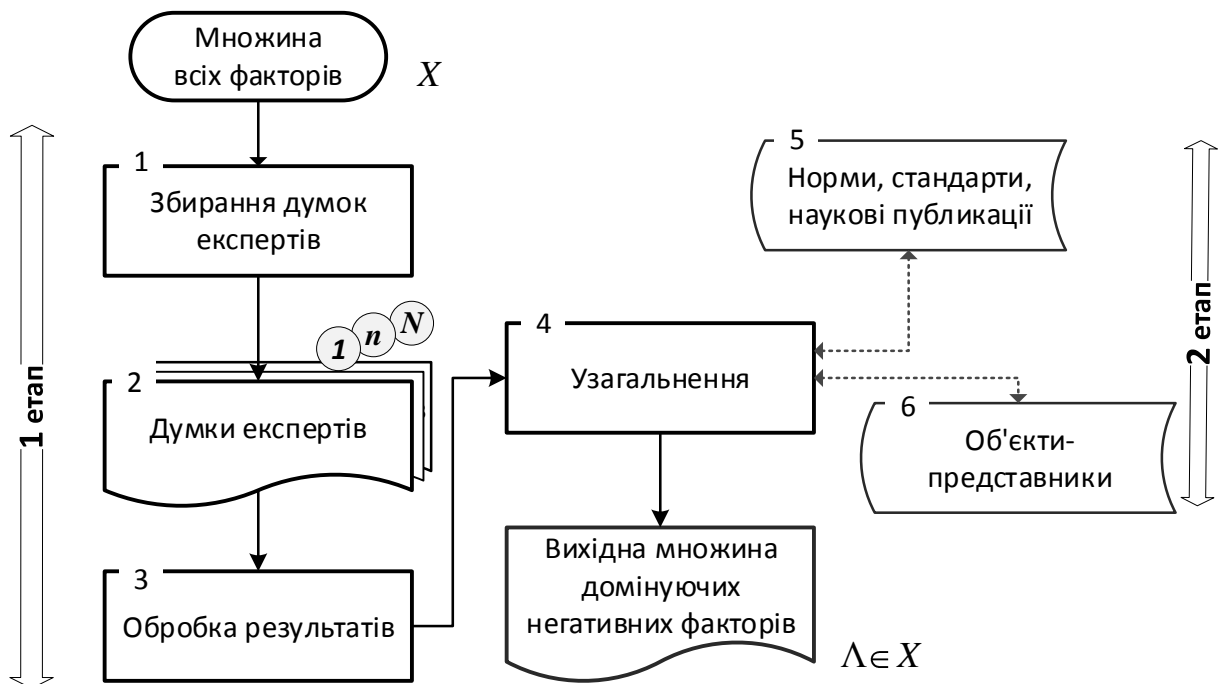 Множина
всіх факторів
X
1 етап
1
Збирання думок
експертів
1 n N
2
Думки експертів
3
Обробка результатів
4
Узагальнення
Вихідна множина
домінуючих
негативних факторів
Λ∈X
5
Норми, стандарти,
наукові публикації
6
Об'єкти-
представники
2 етап